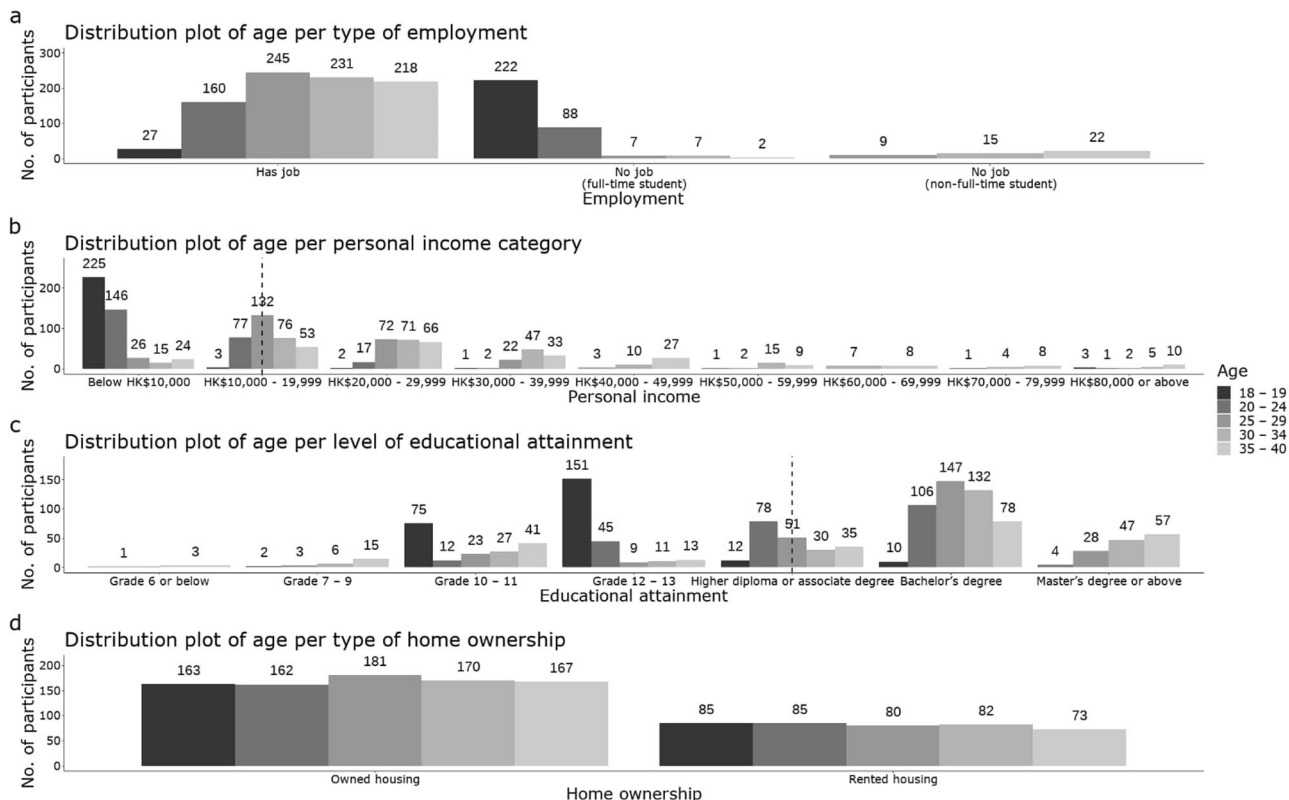 a
Distribution plot of age per type of employment
No. of participants
300
200
100
0
27 160 245 231 218
222 88 7 7 2
9 15 22
Has job
No job
(full-time student)
No job
(non-full-time student)
Employment
b
Distribution plot of age per personal income category
No. of participants
200
100
0
225 146 26 15 24
3 77 132 76 53
2 17 72 71 66
1 2 22 47 33
3 10 27
1 2 15 9
7 8
1 4 8
3 1 2 5 10
Below HK$10,000
HK$10,000 - 19,999
HK$20,000 - 29,999
HK$30,000 - 39,999
HK$40,000 - 49,999
HK$50,000 - 59,999
HK$60,000 - 69,999
HK$70,000 - 79,999
HK$80,000 or above
Personal income
Age
18 – 19
20 – 24
25 – 29
30 – 34
35 – 40
c
Distribution plot of age per level of educational attainment
No. of participants
150
100
50
0
1 3
2 3 6 15
75 12 23 27 41
151 45 9 11 13
12 78 51 30 35
10 106 147 132 78
4 28 47 57
Grade 6 or below
Grade 7 – 9
Grade 10 – 11
Grade 12 – 13
Higher diploma or associate degree
Bachelor's degree
Master's degree or above
Educational attainment
d
Distribution plot of age per type of home ownership
No. of participants
200
150
100
50
0
163 162 181 170 167
85 85 80 82 73
Owned housing
Rented housing
Home ownership